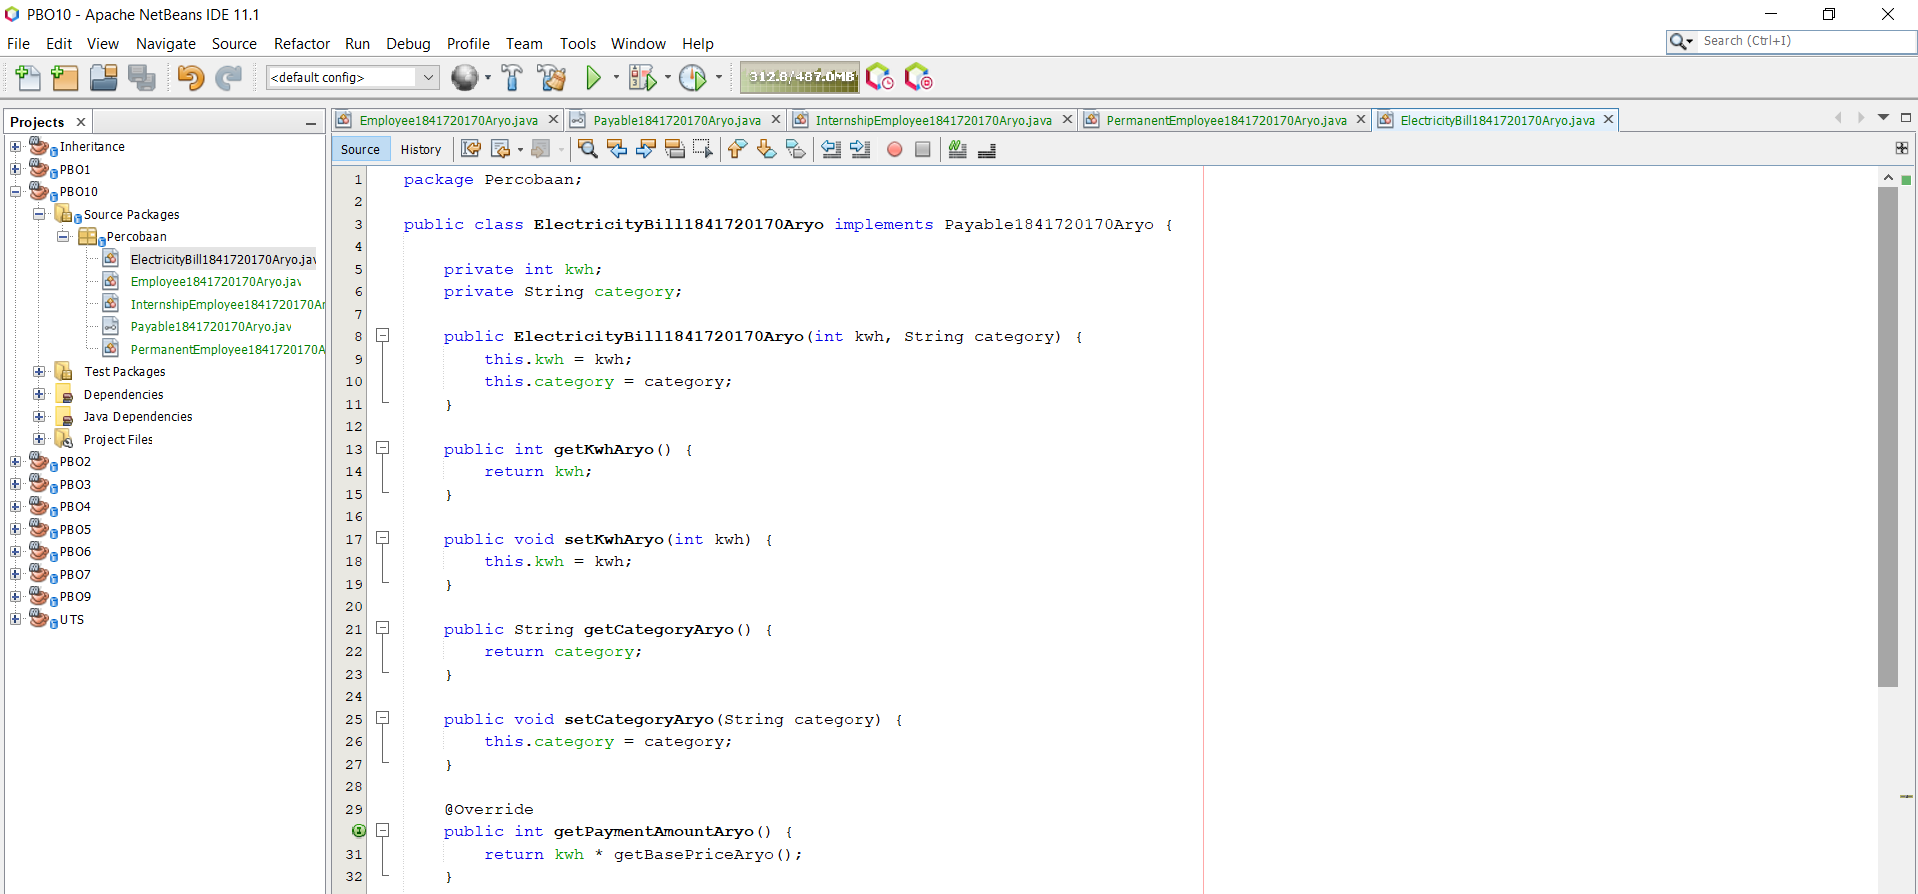 PBO10 - Apache NetBeans IDE 11.1
File Edit View Navigate Source Refactor Run Debug Profile Team Tools Window Help
Search (Ctrl+I)
<default config>
312.8/487.0MB
Projects
Employee1841720170Aryo.java
Payable1841720170Aryo.java
InternshipEmployee1841720170Aryo.java
PermanentEmployee1841720170Aryo.java
ElectricityBill1841720170Aryo.java
Source History
Inheritance
PBO1
PBO10
Source Packages
Percobaan
ElectricityBill1841720170Aryo.jav
Employee1841720170Aryo.jav
InternshipEmployee1841720170Ar
Payable1841720170Aryo.jav
PermanentEmployee1841720170A
Test Packages
Dependencies
Java Dependencies
Project Files
PBO2
PBO3
PBO4
PBO5
PBO6
PBO7
PBO9
UTS
1 package Percobaan;
2
3 public class ElectricityBill1841720170Aryo implements Payable1841720170Aryo {
4
5 private int kwh;
6 private String category;
7
8 public ElectricityBill1841720170Aryo(int kwh, String category) {
9 this.kwh = kwh;
10 this.category = category;
11 }
12
13 public int getKwhAryo() {
14 return kwh;
15 }
16
17 public void setKwhAryo(int kwh) {
18 this.kwh = kwh;
19 }
20
21 public String getCategoryAryo() {
22 return category;
23 }
24
25 public void setCategoryAryo(String category) {
26 this.category = category;
27 }
28
29 @Override
public int getPaymentAmountAryo() {
31 return kwh * getBasePriceAryo();
32 }